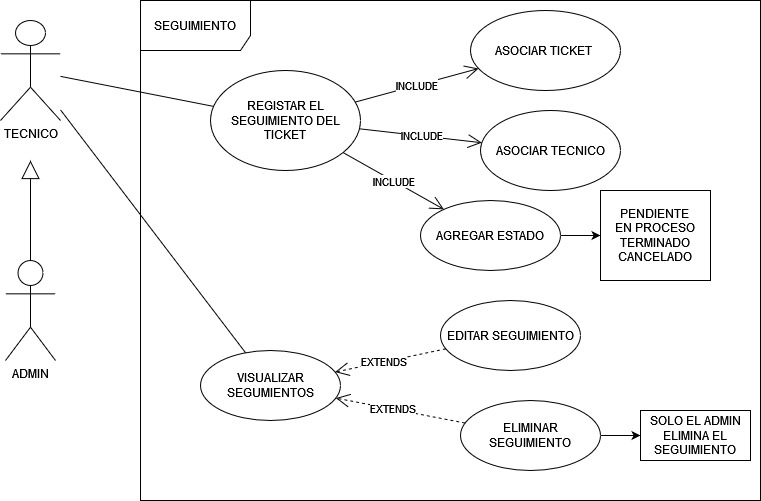 SEGUIMIENTO
TECNICO
ADMIN
REGISTAR EL
SEGUIMIENTO DEL
TICKET
INCLUDE
ASOCIAR TICKET
INCLUDE
ASOCIAR TECNICO
INCLUDE
AGREGAR ESTADO
PENDIENTE
EN PROCESO
TERMINADO
CANCELADO
VISUALIZAR
SEGUMIENTOS
EXTENDS
EDITAR SEGUIMIENTO
EXTENDS
ELIMINAR
SEGUIMIENTO
SOLO EL ADMIN
ELIMINA EL
SEGUIMIENTO